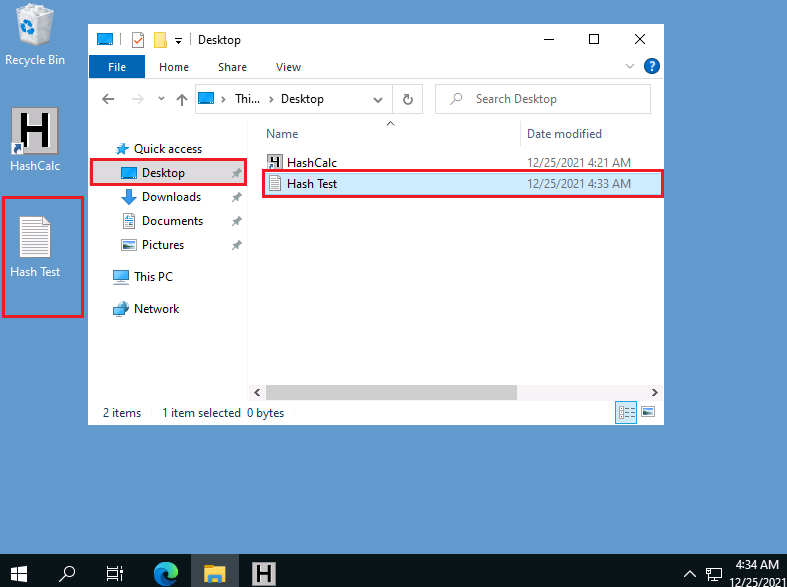 Recycle Bin
HashCalc
Hash Test
Desktop
File Home Share View
Thi... Desktop
Search Desktop
Quick access
Desktop
Downloads
Documents
Pictures
This PC
Network
Name Date modified
HashCalc 12/25/2021 4:21 AM
Hash Test 12/25/2021 4:33 AM
2 items 1 item selected 0 bytes
4:34 AM
12/25/2021